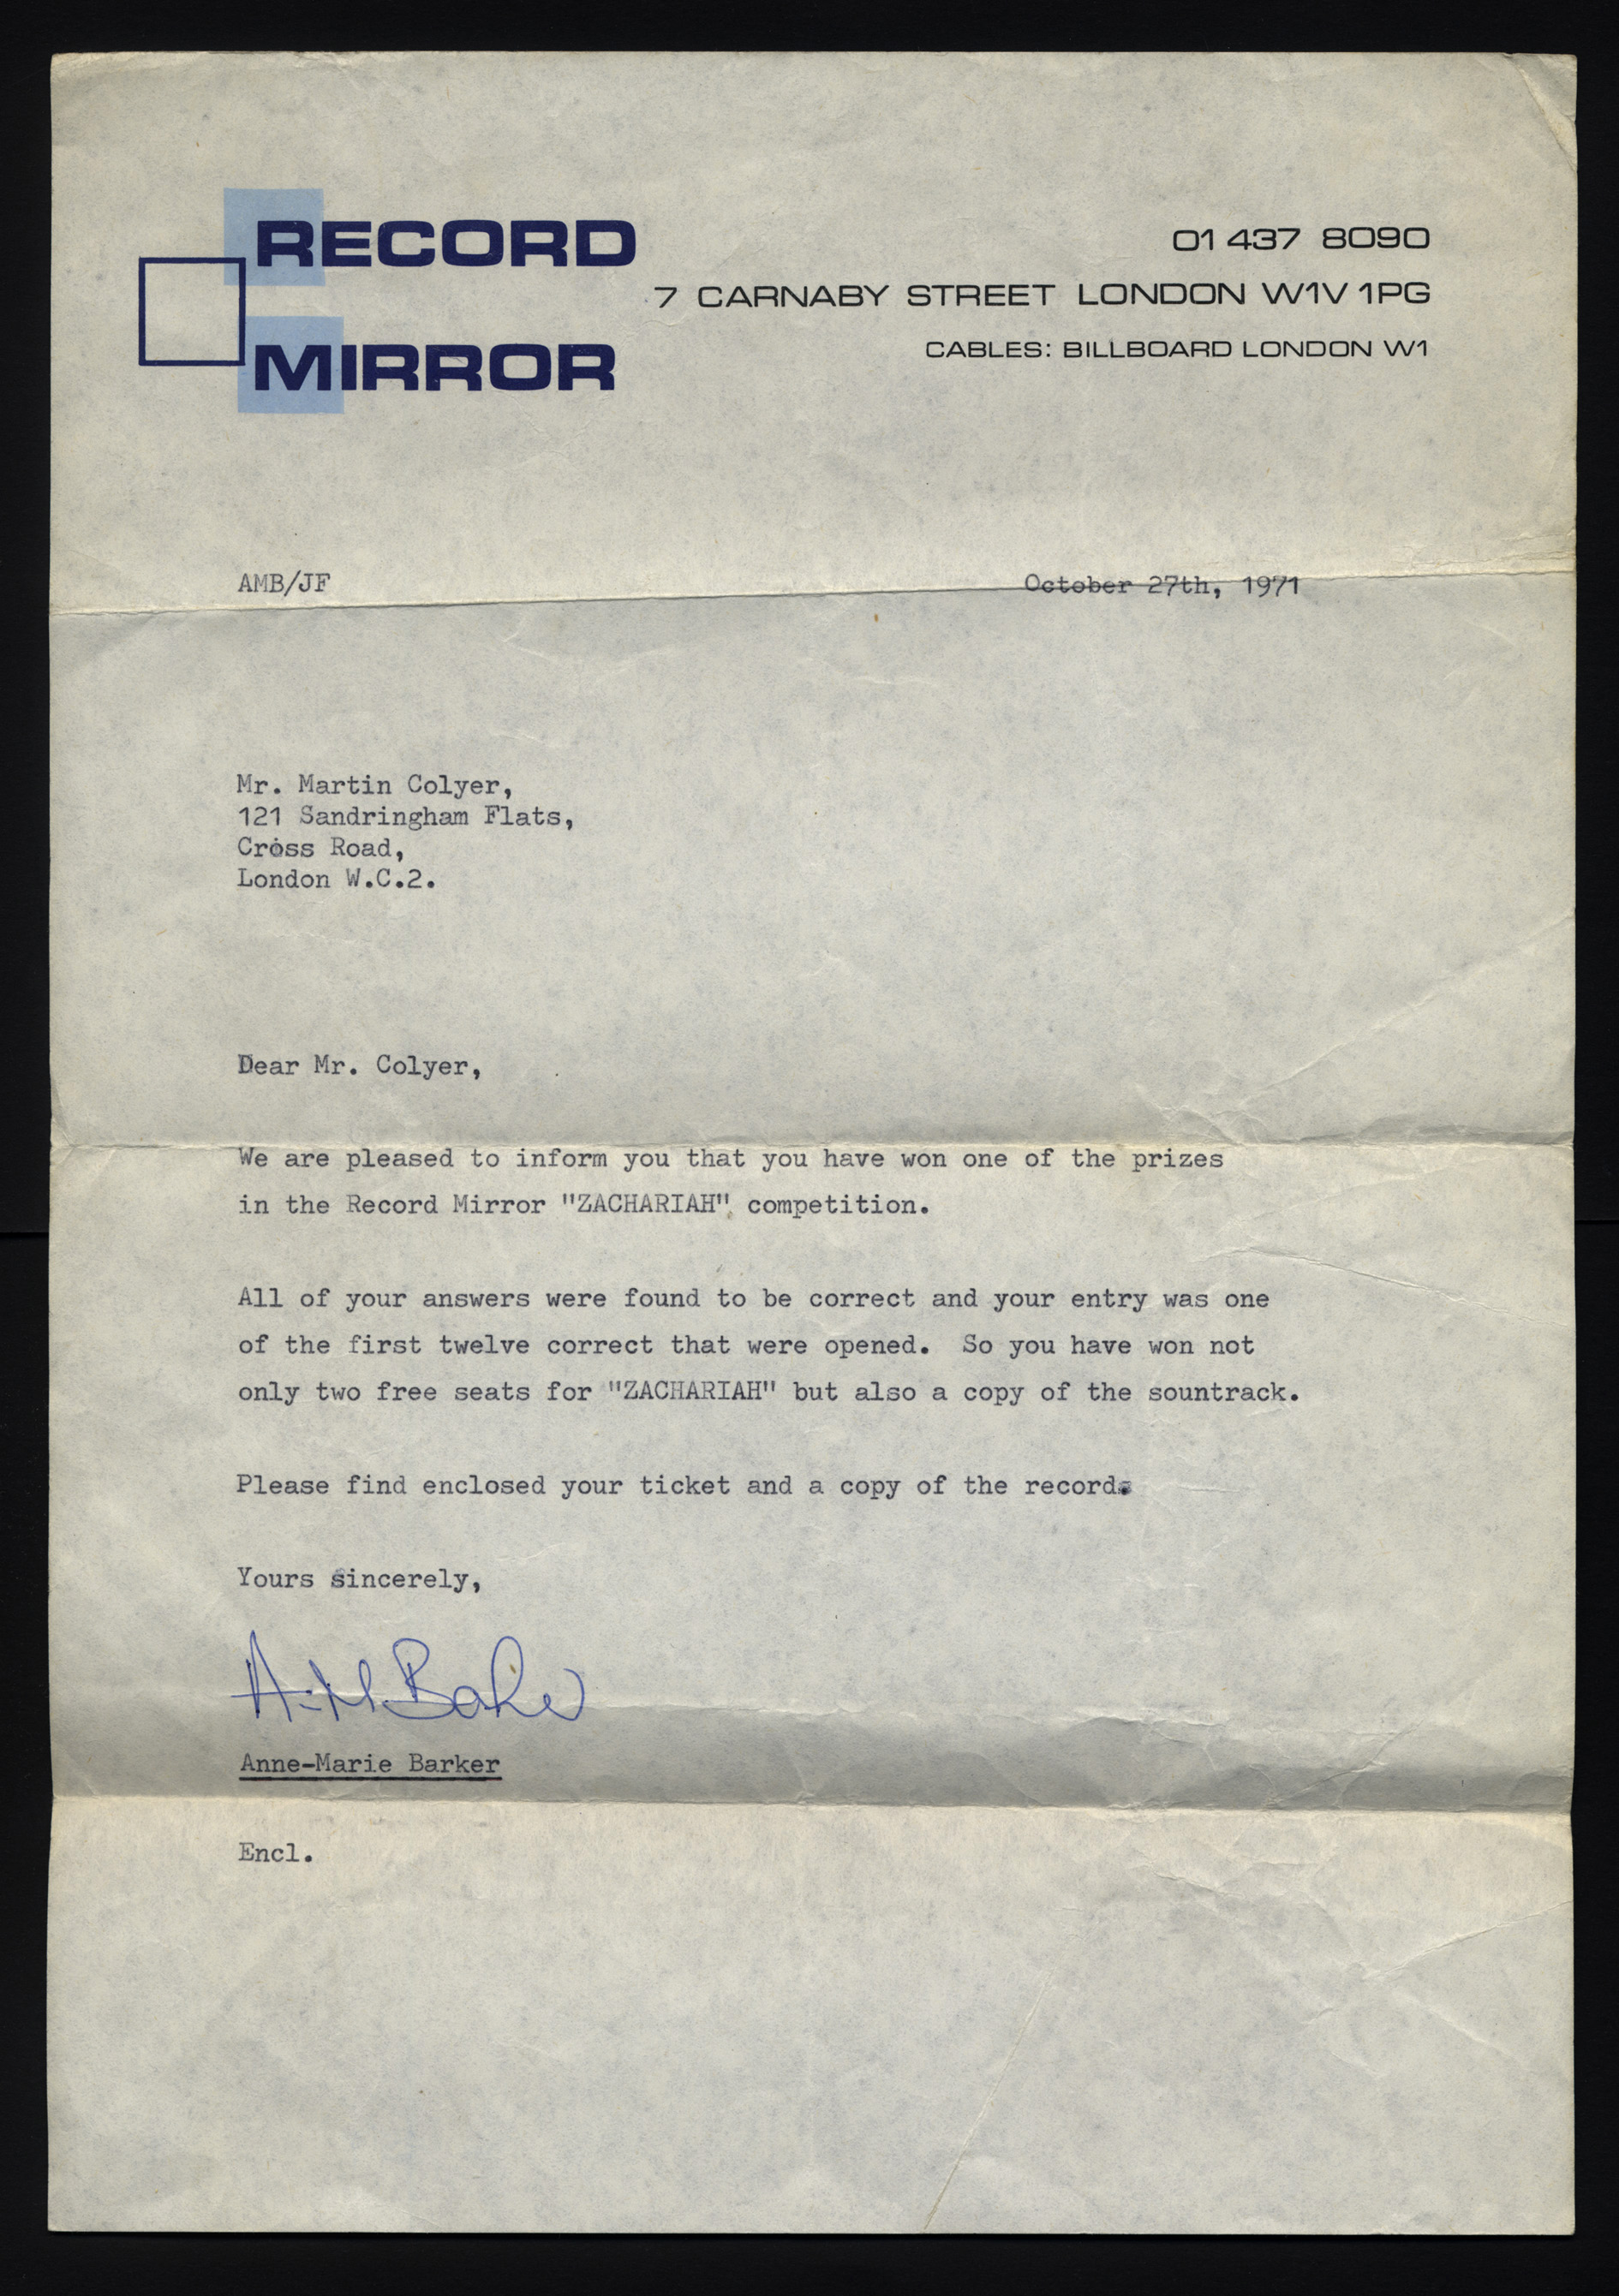 RECORD
MIRROR
01 437 8090
7 CARNABY STREET LONDON W1V 1PG
CABLES: BILLBOARD LONDON W1
AMB/JF
October 27th, 1971
Mr. Martin Colyer,
121 Sandringham Flats,
Cross Road,
London W.C.2.
Dear Mr. Colyer,
We are pleased to inform you that you have won one of the prizes
in the Record Mirror "ZACHARIAH" competition.
All of your answers were found to be correct and your entry was one
of the first twelve correct that were opened. So you have won not
only two free seats for "ZACHARIAH" but also a copy of the sountrack.
Please find enclosed your ticket and a copy of the record.
Yours sincerely,
A-M Barker
Anne-Marie Barker
Encl.